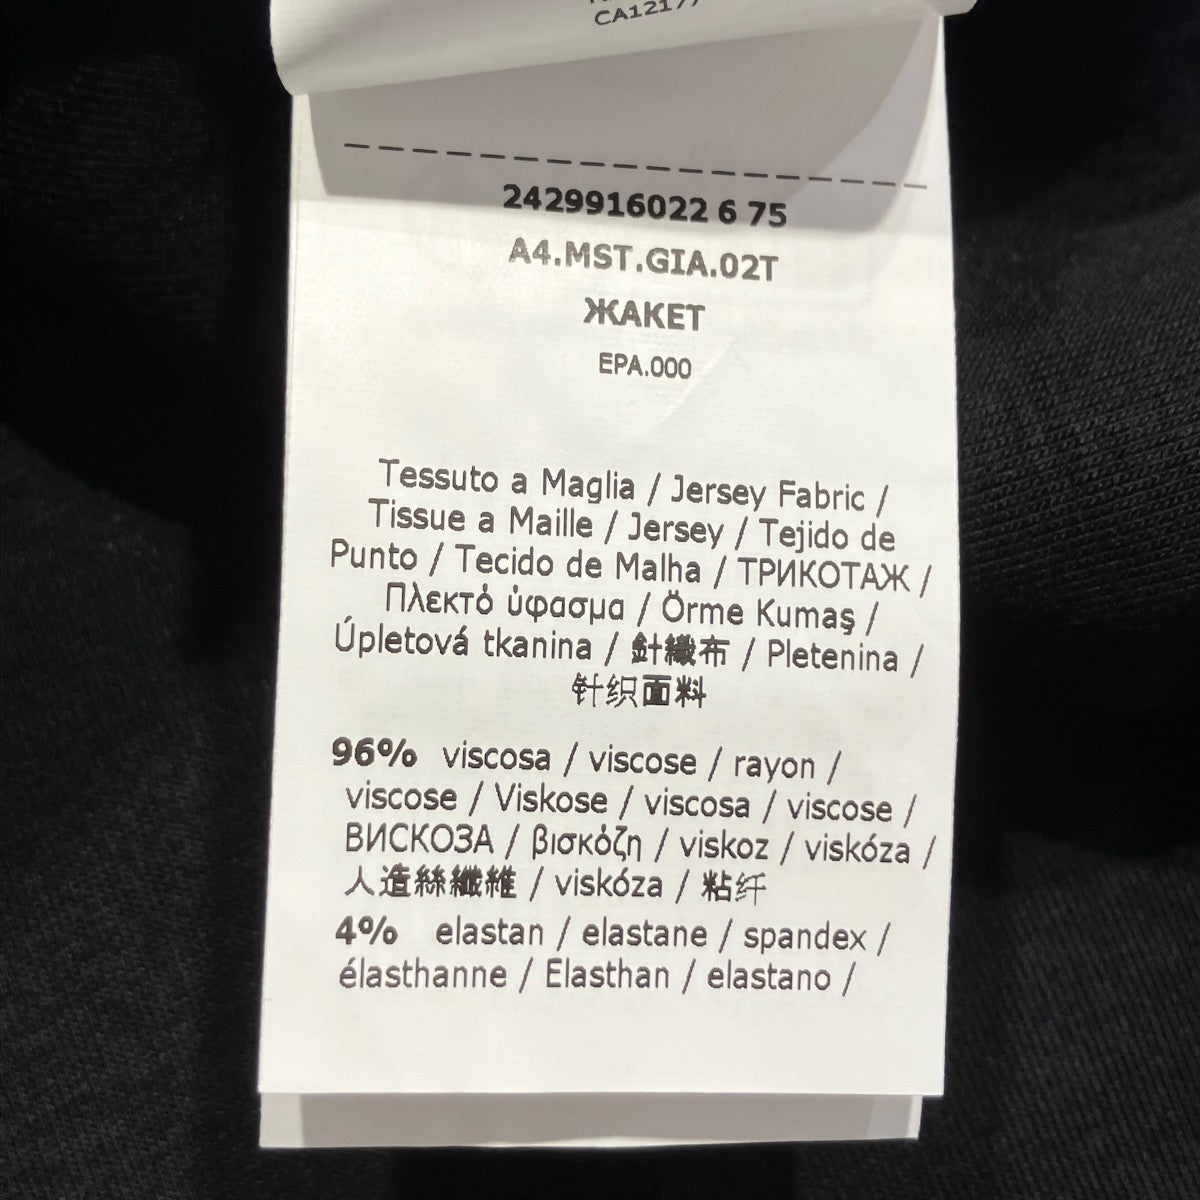 CA12177
2429916022 6 75
A4.MST.GIA.02T
ЖАКЕТ
EPA.000
Tessuto a Maglia / Jersey Fabric /
Tissue a Maille / Jersey / Tejido de
Punto / Tecido de Malha / ТРИКОТАЖ /
Πλεκτό ύφασμα / Örme Kumaş /
Úpletová tkanina / 針織布 / Pletenina /
针织面料
96% viscosa / viscose / rayon /
viscose / Viskose / viscosa / viscose /
ВИСКОЗА / βισκόζη / viskoz / viskóza /
人造絲纖維 / viskóza / 粘纤
4% elastan / elastane / spandex /
élasthanne / Elasthan / elastano /